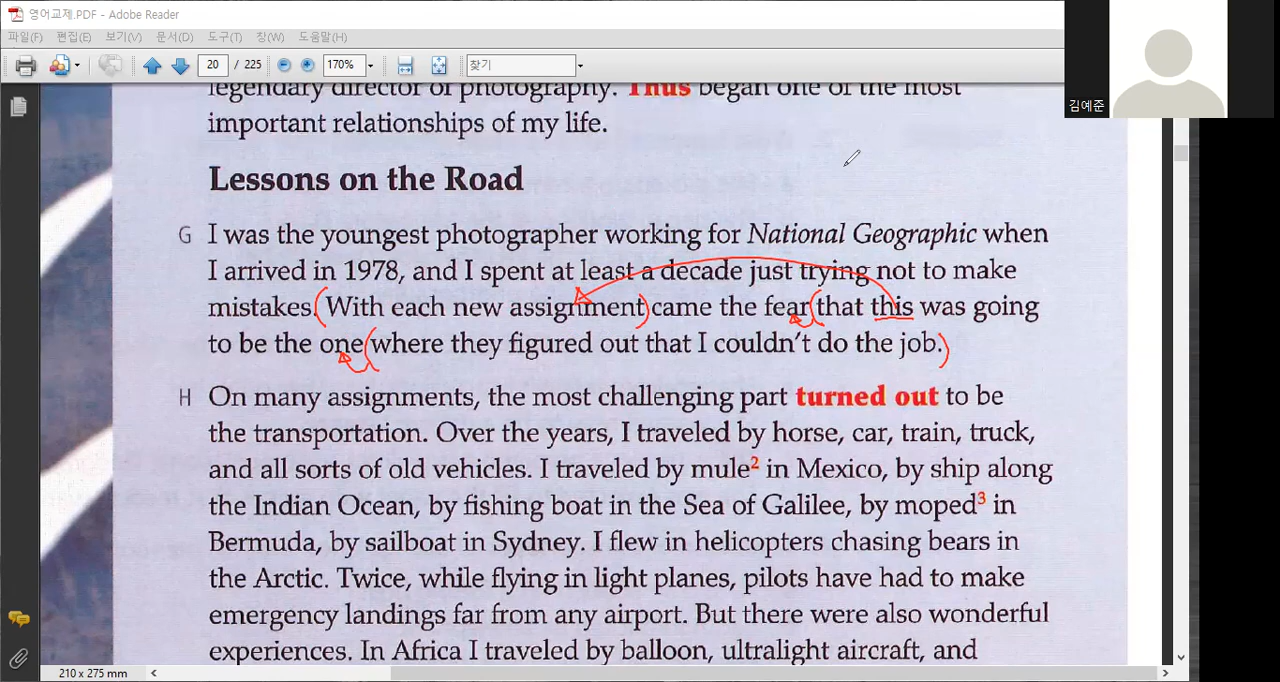 영어교제.PDF - Adobe Reader
파일(F) 편집(E) 보기(V) 문서(D) 도구(T) 창(W) 도움말(H)
20 / 225 170% 찾기
김예준
legendary director of photography. Thus began one of the most
important relationships of my life.
Lessons on the Road
G I was the youngest photographer working for National Geographic when
I arrived in 1978, and I spent at least a decade just trying not to make
mistakes. With each new assignment came the fear that this was going
to be the one where they figured out that I couldn't do the job.
H On many assignments, the most challenging part turned out to be
the transportation. Over the years, I traveled by horse, car, train, truck,
and all sorts of old vehicles. I traveled by mule2 in Mexico, by ship along
the Indian Ocean, by fishing boat in the Sea of Galilee, by moped3 in
Bermuda, by sailboat in Sydney. I flew in helicopters chasing bears in
the Arctic. Twice, while flying in light planes, pilots have had to make
emergency landings far from any airport. But there were also wonderful
experiences. In Africa I traveled by balloon, ultralight aircraft, and
210 x 275 mm